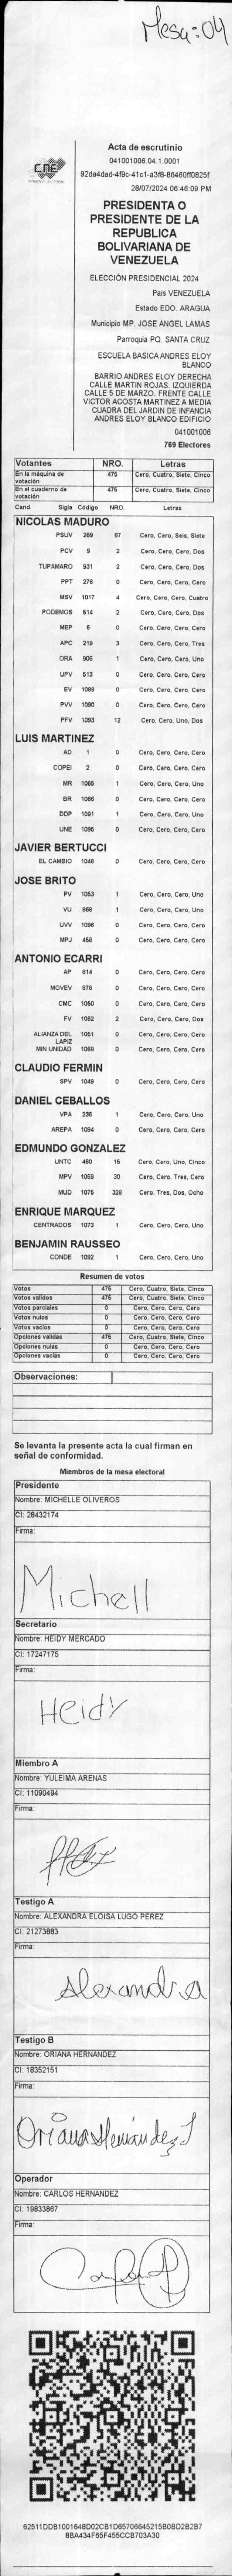 Mesa: 04
CNE
Acta de escrutinio
041001006.04.1.0001
92da4dad-4f9c-41c1-a3f8-86460ff0825f
28/07/2024 06:46:09 PM
PRESIDENTA O
PRESIDENTE DE LA
REPUBLICA
BOLIVARIANA DE
VENEZUELA
ELECCIÓN PRESIDENCIAL 2024
Pais VENEZUELA
Estado EDO. ARAGUA
Municipio MP. JOSE ANGEL LAMAS
Parroquia PQ. SANTA CRUZ
ESCUELA BASICA ANDRES ELOY
BLANCO
BARRIO ANDRES ELOY DERECHA
CALLE MARTIN ROJAS. IZQUIERDA
CALLE 5 DE MARZO. FRENTE CALLE
VICTOR ACOSTA MARTINEZ A MEDIA
CUADRA DEL JARDIN DE INFANCIA
ANDRES ELOY BLANCO EDIFICIO
041001006
769 Electores
Votantes NRO. Letras
En la máquina de votación 475 Cero, Cuatro, Siete, Cinco
En el cuaderno de votación 475 Cero, Cuatro, Siete, Cinco
Cand. Sigla Código NRO. Letras
NICOLAS MADURO
PSUV 269 67 Cero, Cero, Seis, Siete
PCV 9 2 Cero, Cero, Cero, Dos
TUPAMARO 931 2 Cero, Cero, Cero, Dos
PPT 276 0 Cero, Cero, Cero, Cero
MSV 1017 4 Cero, Cero, Cero, Cuatro
PODEMOS 514 2 Cero, Cero, Cero, Dos
MEP 6 0 Cero, Cero, Cero, Cero
APC 219 3 Cero, Cero, Cero, Tres
ORA 906 1 Cero, Cero, Cero, Uno
UPV 513 0 Cero, Cero, Cero, Cero
EV 1089 0 Cero, Cero, Cero, Cero
PVV 1090 0 Cero, Cero, Cero, Cero
PFV 1093 12 Cero, Cero, Uno, Dos
LUIS MARTINEZ
AD 1 0 Cero, Cero, Cero, Cero
COPEI 2 0 Cero, Cero, Cero, Cero
MR 1065 1 Cero, Cero, Cero, Uno
BR 1066 0 Cero, Cero, Cero, Cero
DDP 1091 1 Cero, Cero, Cero, Uno
UNE 1095 0 Cero, Cero, Cero, Cero
JAVIER BERTUCCI
EL CAMBIO 1048 0 Cero, Cero, Cero, Cero
JOSE BRITO
PV 1053 1 Cero, Cero, Cero, Uno
VU 868 1 Cero, Cero, Cero, Uno
UVV 1096 0 Cero, Cero, Cero, Cero
MPJ 458 0 Cero, Cero, Cero, Cero
ANTONIO ECARRI
AP 814 0 Cero, Cero, Cero, Cero
MOVEV 878 0 Cero, Cero, Cero, Cero
CMC 1050 0 Cero, Cero, Cero, Cero
FV 1052 2 Cero, Cero, Cero, Dos
ALIANZA DEL LAPIZ 1051 0 Cero, Cero, Cero, Cero
MIN UNIDAD 1068 0 Cero, Cero, Cero, Cero
CLAUDIO FERMIN
SPV 1049 0 Cero, Cero, Cero, Cero
DANIEL CEBALLOS
VPA 236 1 Cero, Cero, Cero, Uno
AREPA 1094 0 Cero, Cero, Cero, Cero
EDMUNDO GONZALEZ
UNTC 460 15 Cero, Cero, Uno, Cinco
MPV 1069 30 Cero, Cero, Tres, Cero
MUD 1075 328 Cero, Tres, Dos, Ocho
ENRIQUE MARQUEZ
CENTRADOS 1073 1 Cero, Cero, Cero, Uno
BENJAMIN RAUSSEO
CONDE 1092 1 Cero, Cero, Cero, Uno
Resumen de votos
Votos 475 Cero, Cuatro, Siete, Cinco
Votos validos 475 Cero, Cuatro, Siete, Cinco
Votos parciales 0 Cero, Cero, Cero, Cero
Votos nulos 0 Cero, Cero, Cero, Cero
Votos vacios 0 Cero, Cero, Cero, Cero
Opciones validas 475 Cero, Cuatro, Siete, Cinco
Opciones nulas 0 Cero, Cero, Cero, Cero
Opciones vacias 0 Cero, Cero, Cero, Cero
Observaciones:
Se levanta la presente acta la cual firman en
señal de conformidad.
Miembros de la mesa electoral
Presidente
Nombre: MICHELLE OLIVEROS
CI: 28432174
Firma:
Michell
Secretario
Nombre: HEIDY MERCADO
CI: 17247175
Firma:
Heidy
Miembro A
Nombre: YULEIMA ARENAS
CI: 11090494
Firma:
Testigo A
Nombre: ALEXANDRA ELOISA LUGO PEREZ
CI: 21273883
Firma:
Alexandra
Testigo B
Nombre: ORIANA HERNANDEZ
CI: 18352151
Firma:
Oriana Hernández
Operador
Nombre: CARLOS HERNANDEZ
CI: 19833867
Firma:
62511DDB1001648D02CB1D65706645215B0BD2B2B7
8BA434F65F455CCB703A30